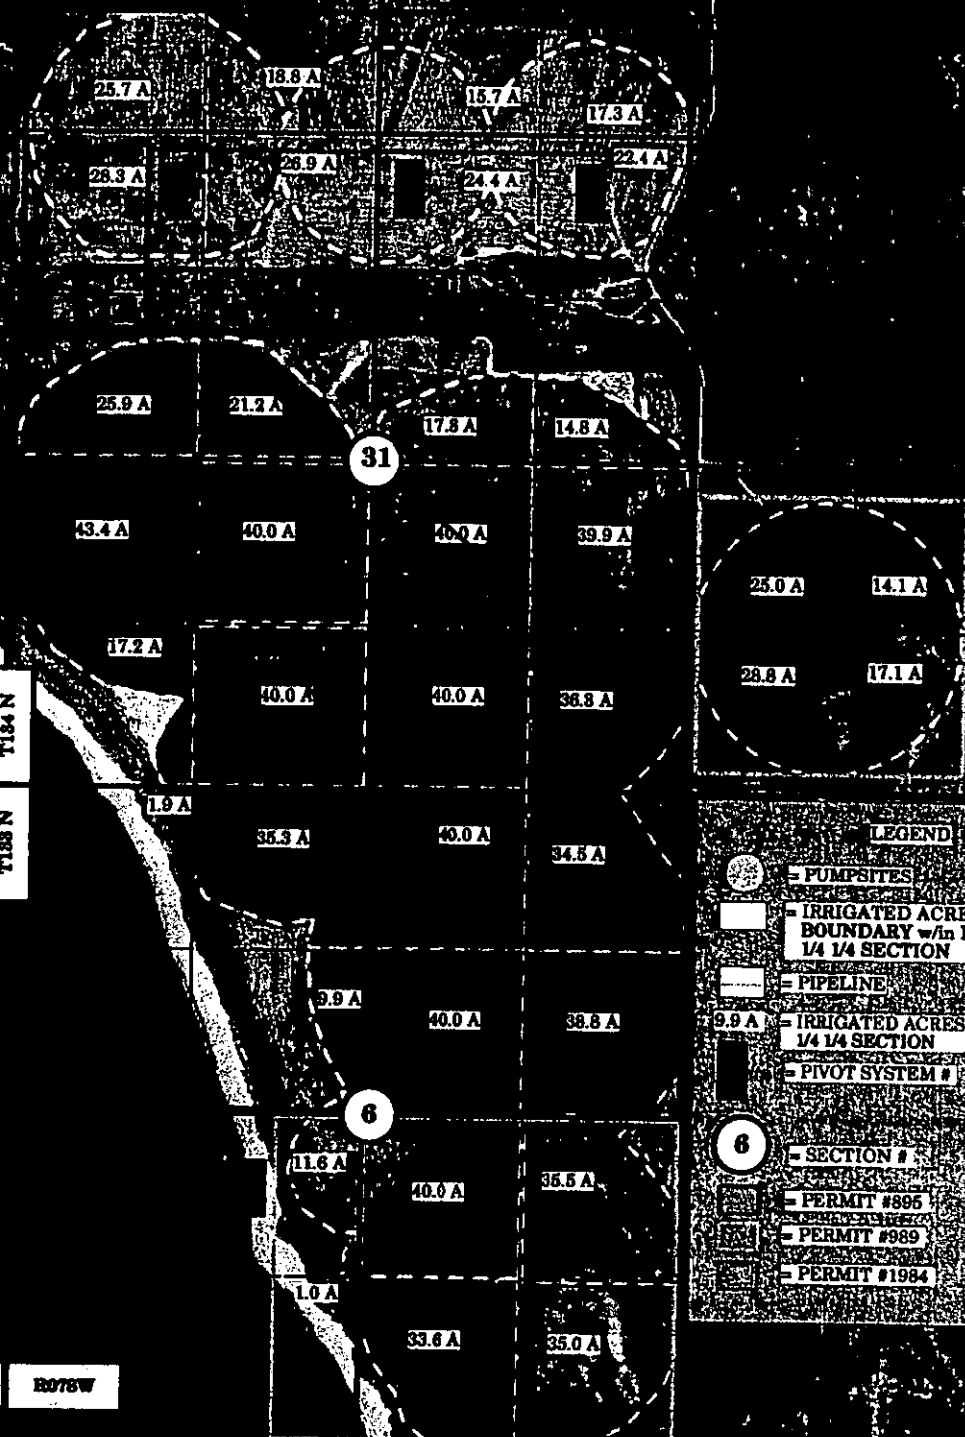 25.7 A
18.8 A
15.7 A
17.3 A
28.3 A
26.9 A
24.4 A
22.4 A
25.9 A
21.2 A
17.8 A
14.8 A
31
43.4 A
40.0 A
40.0 A
39.9 A
25.0 A
14.1 A
17.2 A
28.8 A
17.1 A
40.0 A
40.0 A
36.3 A
T134 N
T133 N
1.9 A
35.3 A
40.0 A
34.5 A
LEGEND
= PUMPSITES
= IRRIGATED ACRE
BOUNDARY w/in
1/4 1/4 SECTION
= PIPELINE
9.9 A
40.0 A
38.8 A
9.9 A = IRRIGATED ACRES
1/4 1/4 SECTION
= PIVOT SYSTEM #
6
6 = SECTION #
11.6 A
40.0 A
35.5 A
= PERMIT #895
= PERMIT #989
= PERMIT #1984
1.0 A
33.6 A
35.0 A
R078W